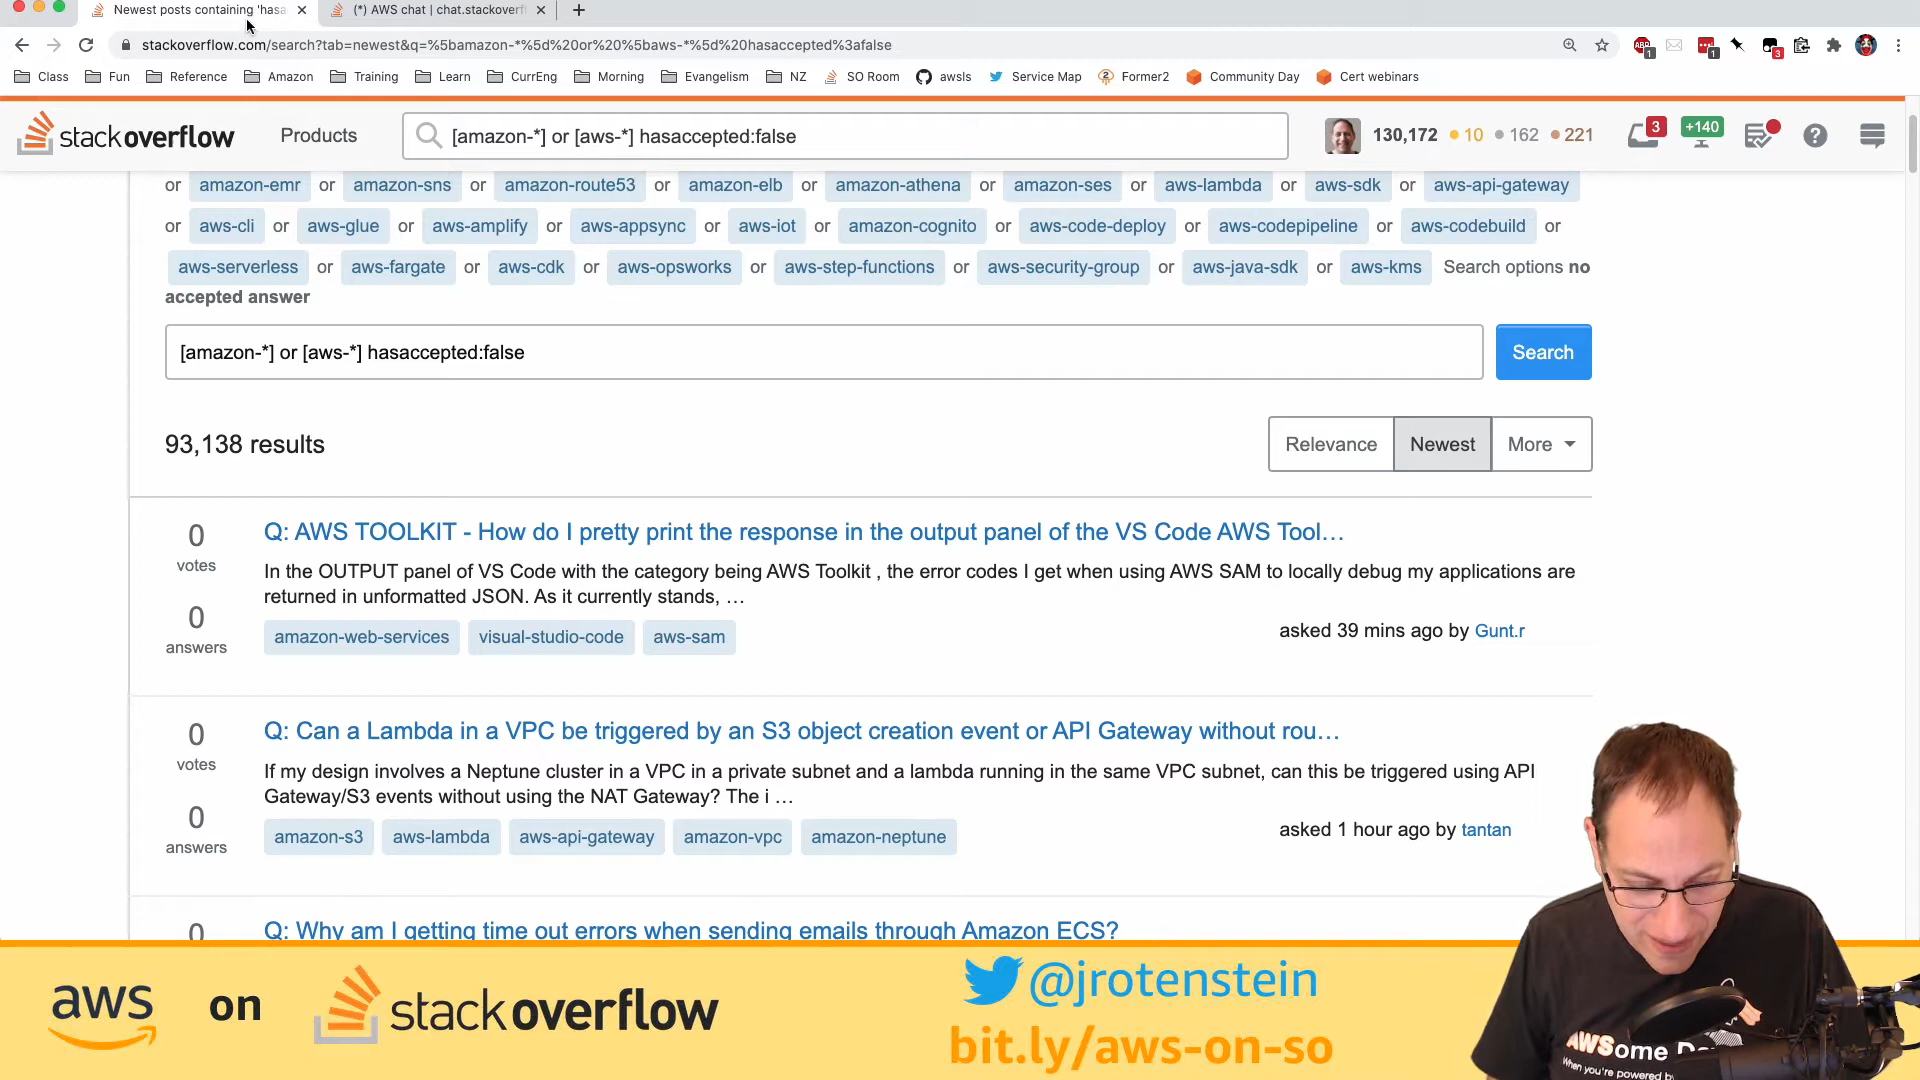 Newest posts containing 'hasa
(*) AWS chat | chat.stackoverf
stackoverflow.com/search?tab=newest&q=%5bamazon-*%5d%20or%20%5baws-*%5d%20hasaccepted%3afalse
1
1
3
Class Fun Reference Amazon Training Learn CurrEng Morning Evangelism NZ SO Room awsls Service Map Former2 Community Day Cert webinars
stackoverflow Products [amazon-*] or [aws-*] hasaccepted:false 130,172 10 162 221 3 +140
or amazon-emr or amazon-sns or amazon-route53 or amazon-elb or amazon-athena or amazon-ses or aws-lambda or aws-sdk or aws-api-gateway
or aws-cli or aws-glue or aws-amplify or aws-appsync or aws-iot or amazon-cognito or aws-code-deploy or aws-codepipeline or aws-codebuild or
aws-serverless or aws-fargate or aws-cdk or aws-opsworks or aws-step-functions or aws-security-group or aws-java-sdk or aws-kms Search options no
accepted answer
[amazon-*] or [aws-*] hasaccepted:false Search
93,138 results Relevance Newest More
0
votes
0
answers
Q: AWS TOOLKIT - How do I pretty print the response in the output panel of the VS Code AWS Tool…
In the OUTPUT panel of VS Code with the category being AWS Toolkit , the error codes I get when using AWS SAM to locally debug my applications are
returned in unformatted JSON. As it currently stands, …
amazon-web-services visual-studio-code aws-sam
asked 39 mins ago by Gunt.r
0
votes
0
answers
Q: Can a Lambda in a VPC be triggered by an S3 object creation event or API Gateway without rou…
If my design involves a Neptune cluster in a VPC in a private subnet and a lambda running in the same VPC subnet, can this be triggered using API
Gateway/S3 events without using the NAT Gateway? The i …
amazon-s3 aws-lambda aws-api-gateway amazon-vpc amazon-neptune
asked 1 hour ago by tantan
0
Q: Why am I getting time out errors when sending emails through Amazon ECS?
aws on stackoverflow
@jrotenstein
bit.ly/aws-on-so
AWSome D
When you're powered by